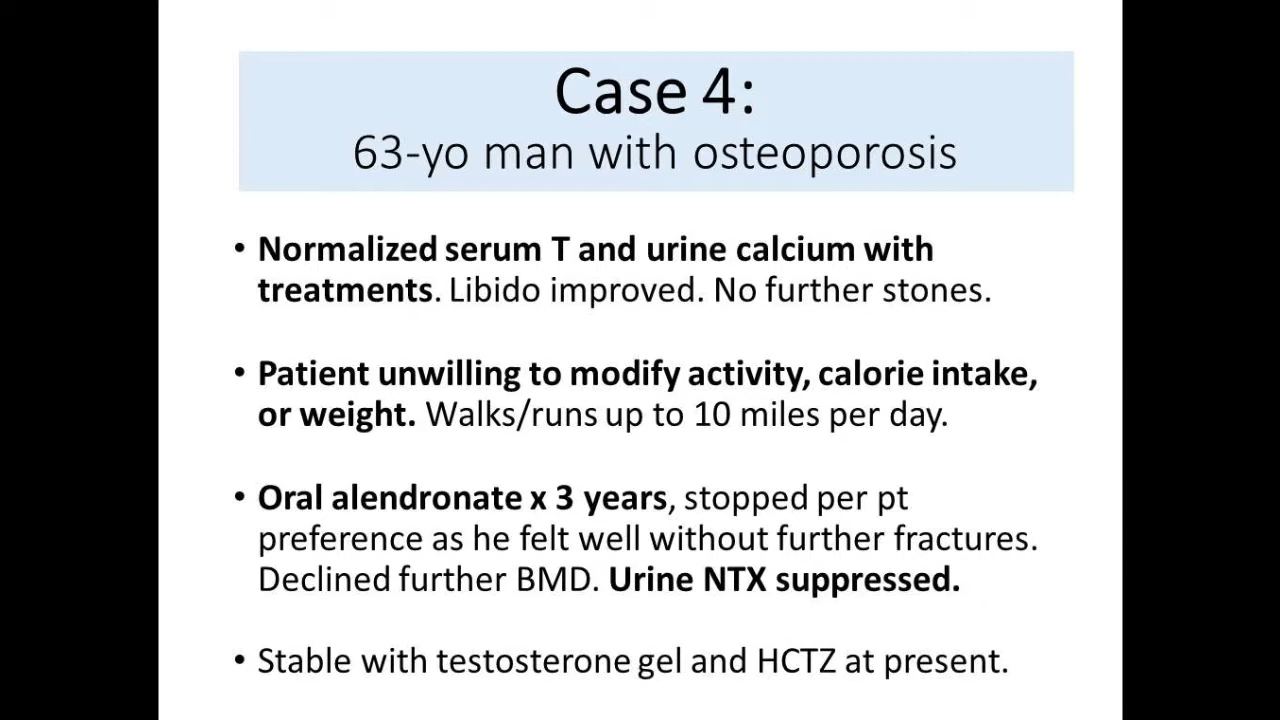 Case 4:
63-yo man with osteoporosis
• Normalized serum T and urine calcium with
treatments. Libido improved. No further stones.
• Patient unwilling to modify activity, calorie intake,
or weight. Walks/runs up to 10 miles per day.
• Oral alendronate x 3 years, stopped per pt
preference as he felt well without further fractures.
Declined further BMD. Urine NTX suppressed.
• Stable with testosterone gel and HCTZ at present.